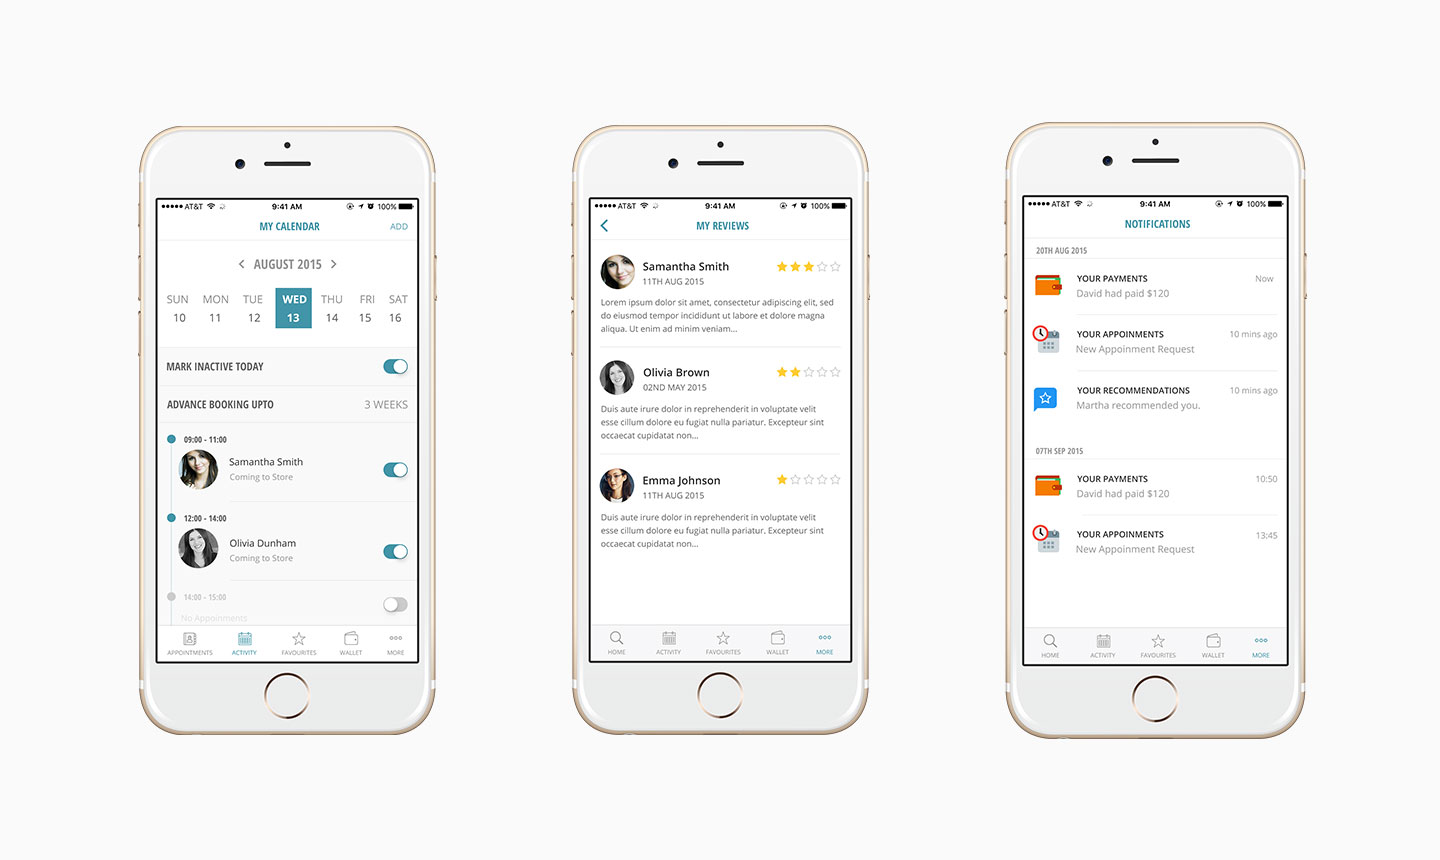 ●●●●● AT&T 9:41 AM 100%
MY CALENDAR ADD
< AUGUST 2015 >
SUN MON TUE WED THU FRI SAT
10 11 12 13 14 15 16
MARK INACTIVE TODAY
ADVANCE BOOKING UPTO 3 WEEKS
09:00 - 11:00
Samantha Smith
Coming to Store
12:00 - 14:00
Olivia Dunham
Coming to Store
14:00 - 15:00
No Appoinments
APPOINTMENTS ACTIVITY FAVOURITES WALLET MORE
●●●●● AT&T 9:41 AM 100%
MY REVIEWS
Samantha Smith
11TH AUG 2015
Lorem ipsum dolor sit amet, consectetur adipiscing elit, sed
do eiusmod tempor incididunt ut labore et dolore magna
aliqua. Ut enim ad minim veniam...
Olivia Brown
02ND MAY 2015
Duis aute irure dolor in reprehenderit in voluptate velit
esse cillum dolore eu fugiat nulla pariatur. Excepteur sint
occaecat cupidatat non...
Emma Johnson
11TH AUG 2015
Duis aute irure dolor in reprehenderit in voluptate velit
esse cillum dolore eu fugiat nulla pariatur. Excepteur sint
occaecat cupidatat non...
HOME ACTIVITY FAVOURITES WALLET MORE
●●●●● AT&T 9:41 AM 100%
NOTIFICATIONS
20TH AUG 2015
YOUR PAYMENTS Now
David had paid $120
YOUR APPOINMENTS 10 mins ago
New Appoinment Request
YOUR RECOMMENDATIONS 10 mins ago
Martha recommended you.
07TH SEP 2015
YOUR PAYMENTS 10:50
David had paid $120
YOUR APPOINMENTS 13:45
New Appoinment Request
HOME ACTIVITY FAVOURITES WALLET MORE